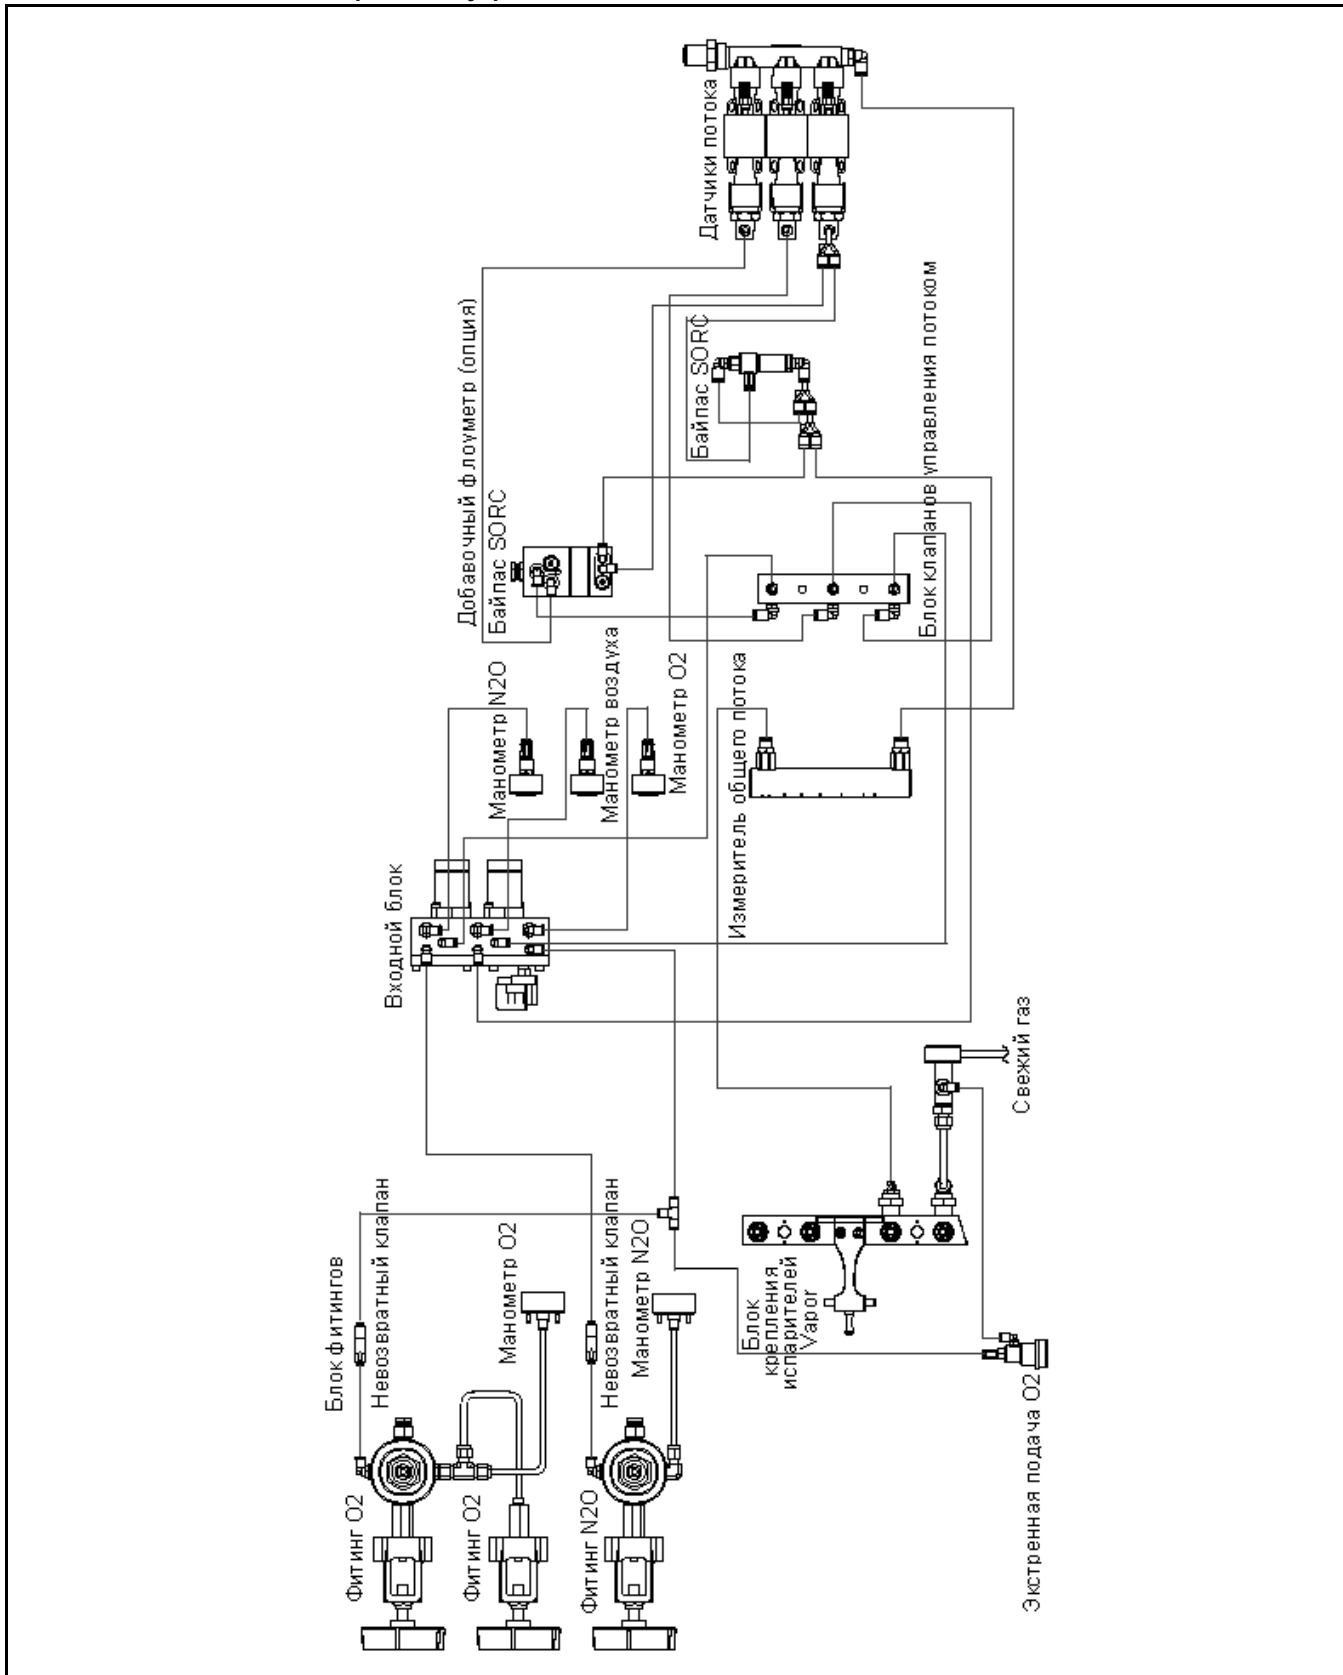 Датчики потока
Добавочный флоуметр (опция)
Байпас SORC
Байпас SORC
Блок клапанов управления потоком
Манометр N2O
Манометр воздуха
Манометр O2
Измеритель общего потока
Входной блок
Свежий газ
Блок фитингов
Невозвратный клапан
Манометр O2
Невозвратный клапан
Манометр N2O
Блок
крепления
испарителей
Vapor
Фитинг O2
Фитинг O2
Фитинг N2O
Экстренная подача O2